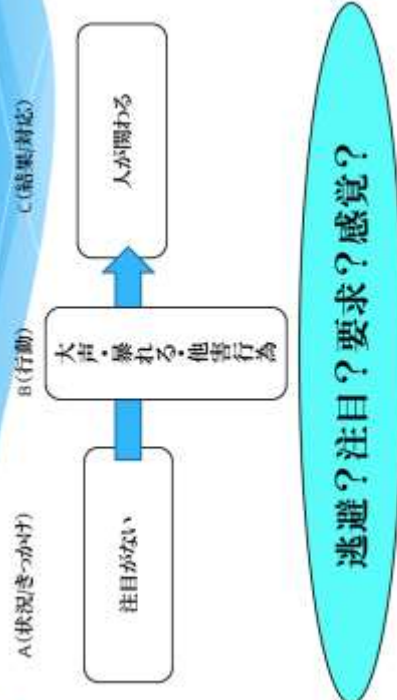 A(状況/きっかけ)
B(行動)
C(結果/対応)
注目がない
大声・暴れ
る・他害行
為
人が関わる
逃避？注目？要求？感覚？